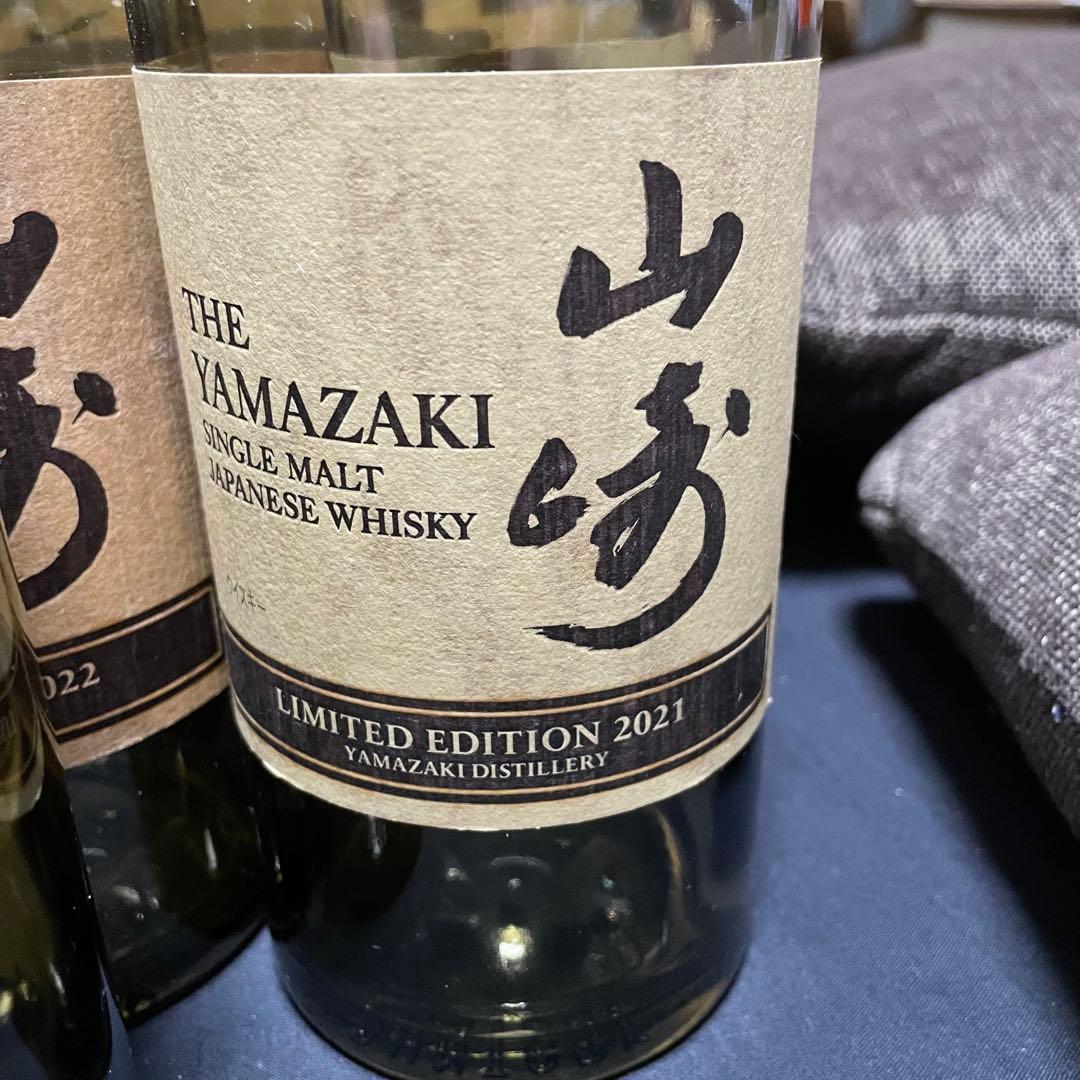 THE
YAMAZAKI
SINGLE MALT
JAPANESE WHISKY
山崎
ウイスキー
LIMITED EDITION 2021
YAMAZAKI DISTILLERY
022